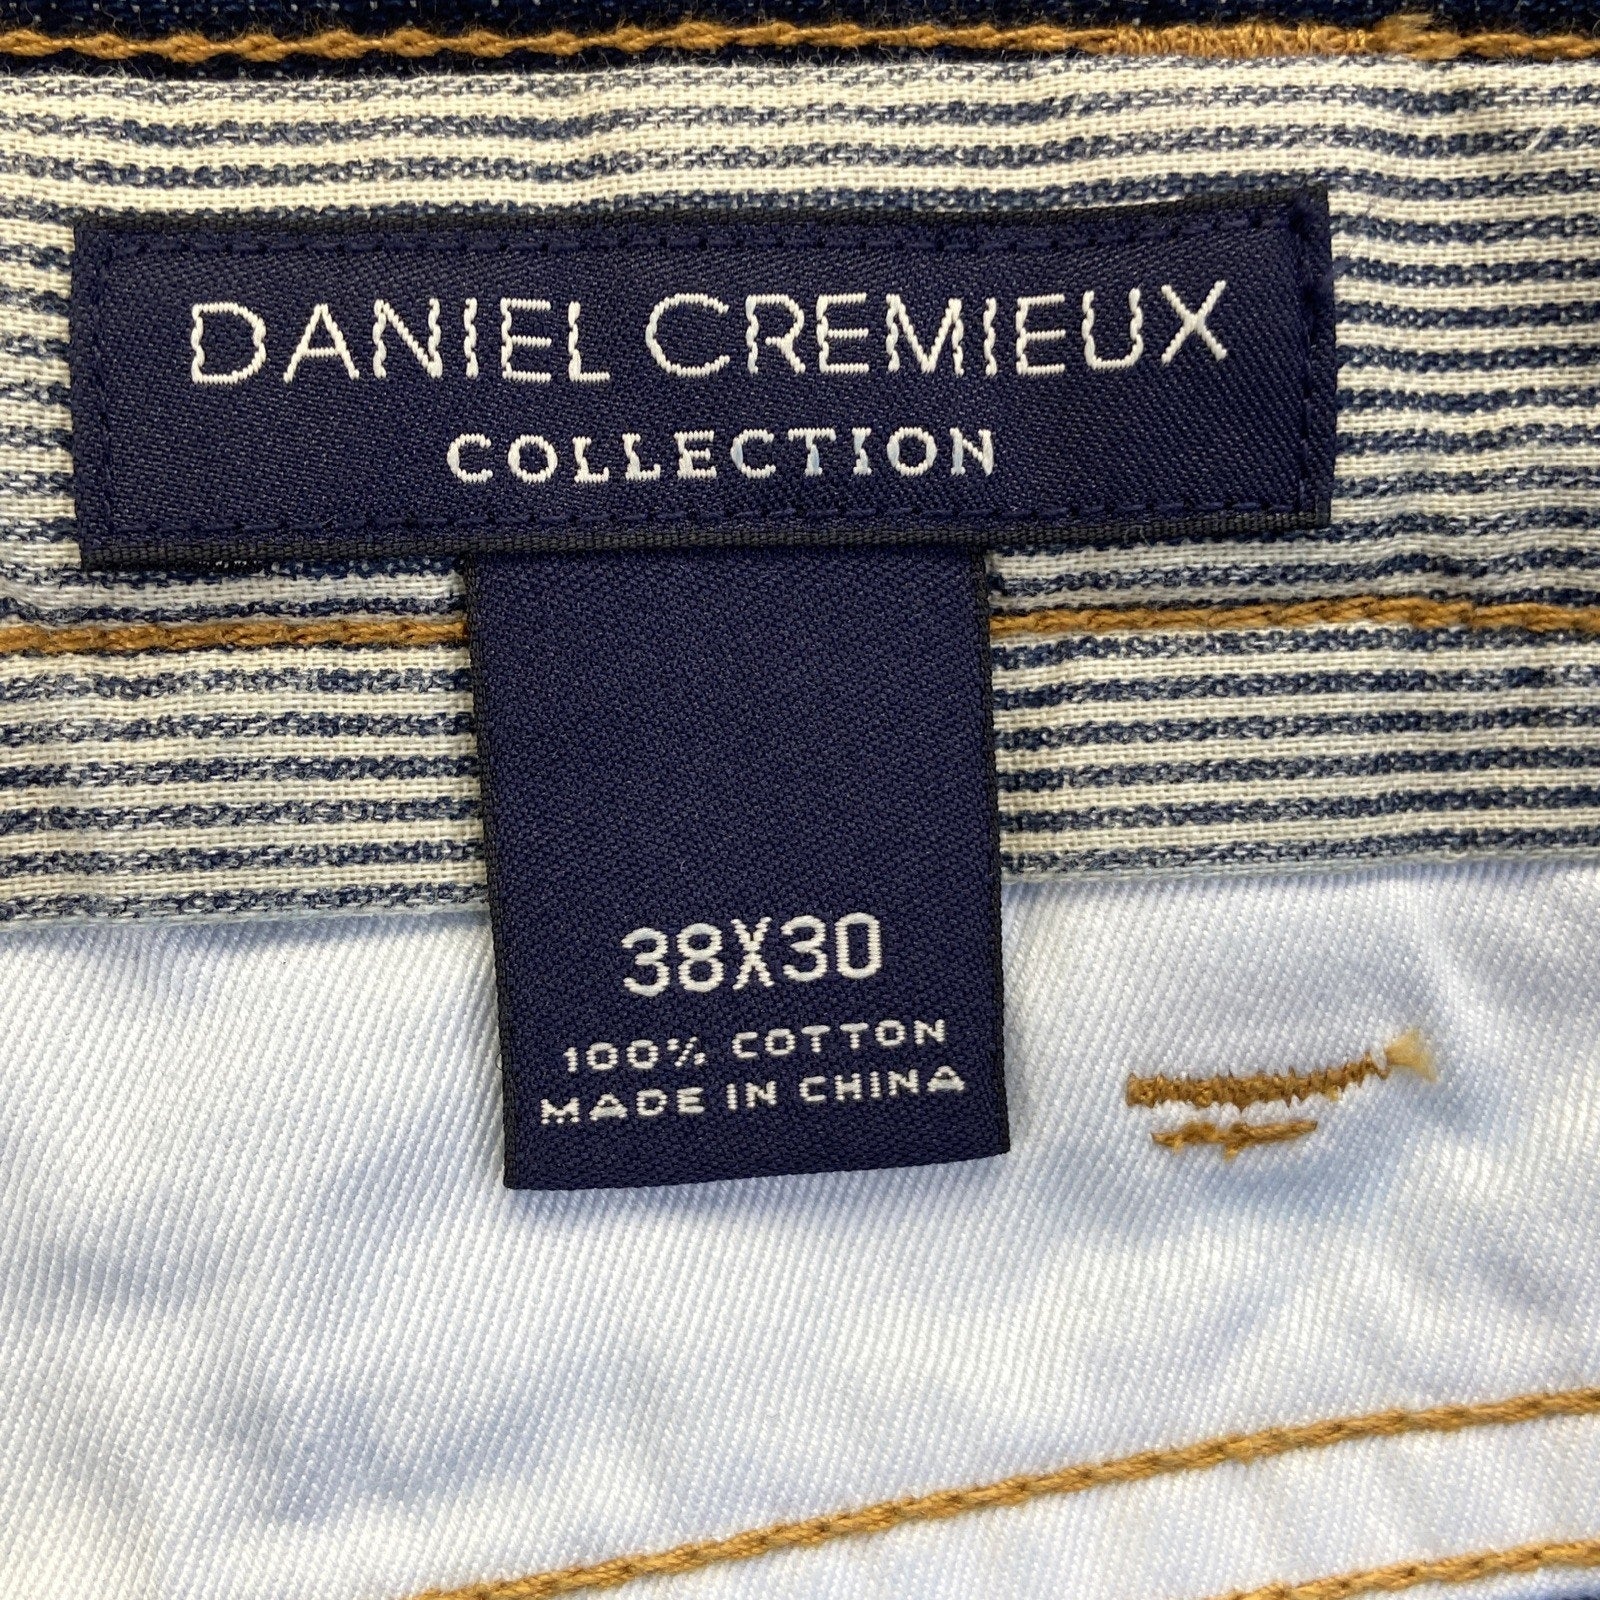 DANIEL CREMIEUX
COLLECTION
38X30
100% COTTON
MADE IN CHINA